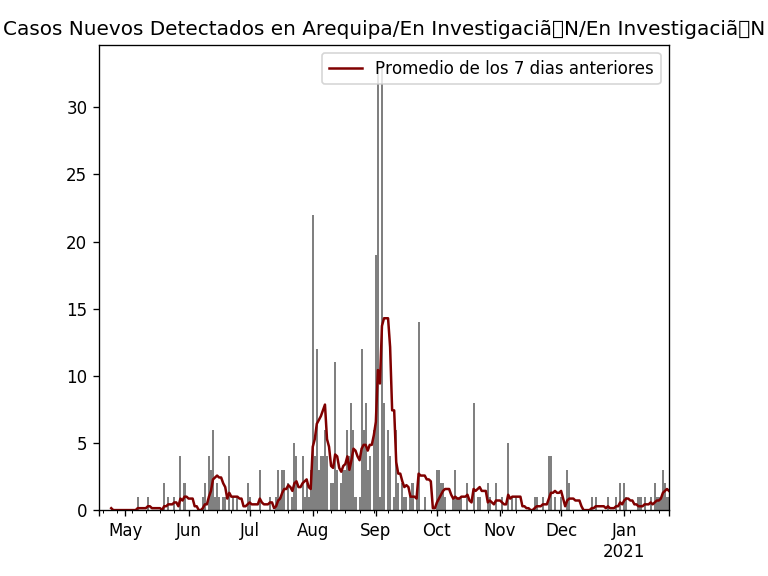 Casos Nuevos Detectados en Arequipa/En Investigaciã▯N/En Investigaciã▯N
Promedio de los 7 dias anteriores
30
25
20
15
10
5
0
May Jun Jul Aug Sep Oct Nov Dec Jan
2021